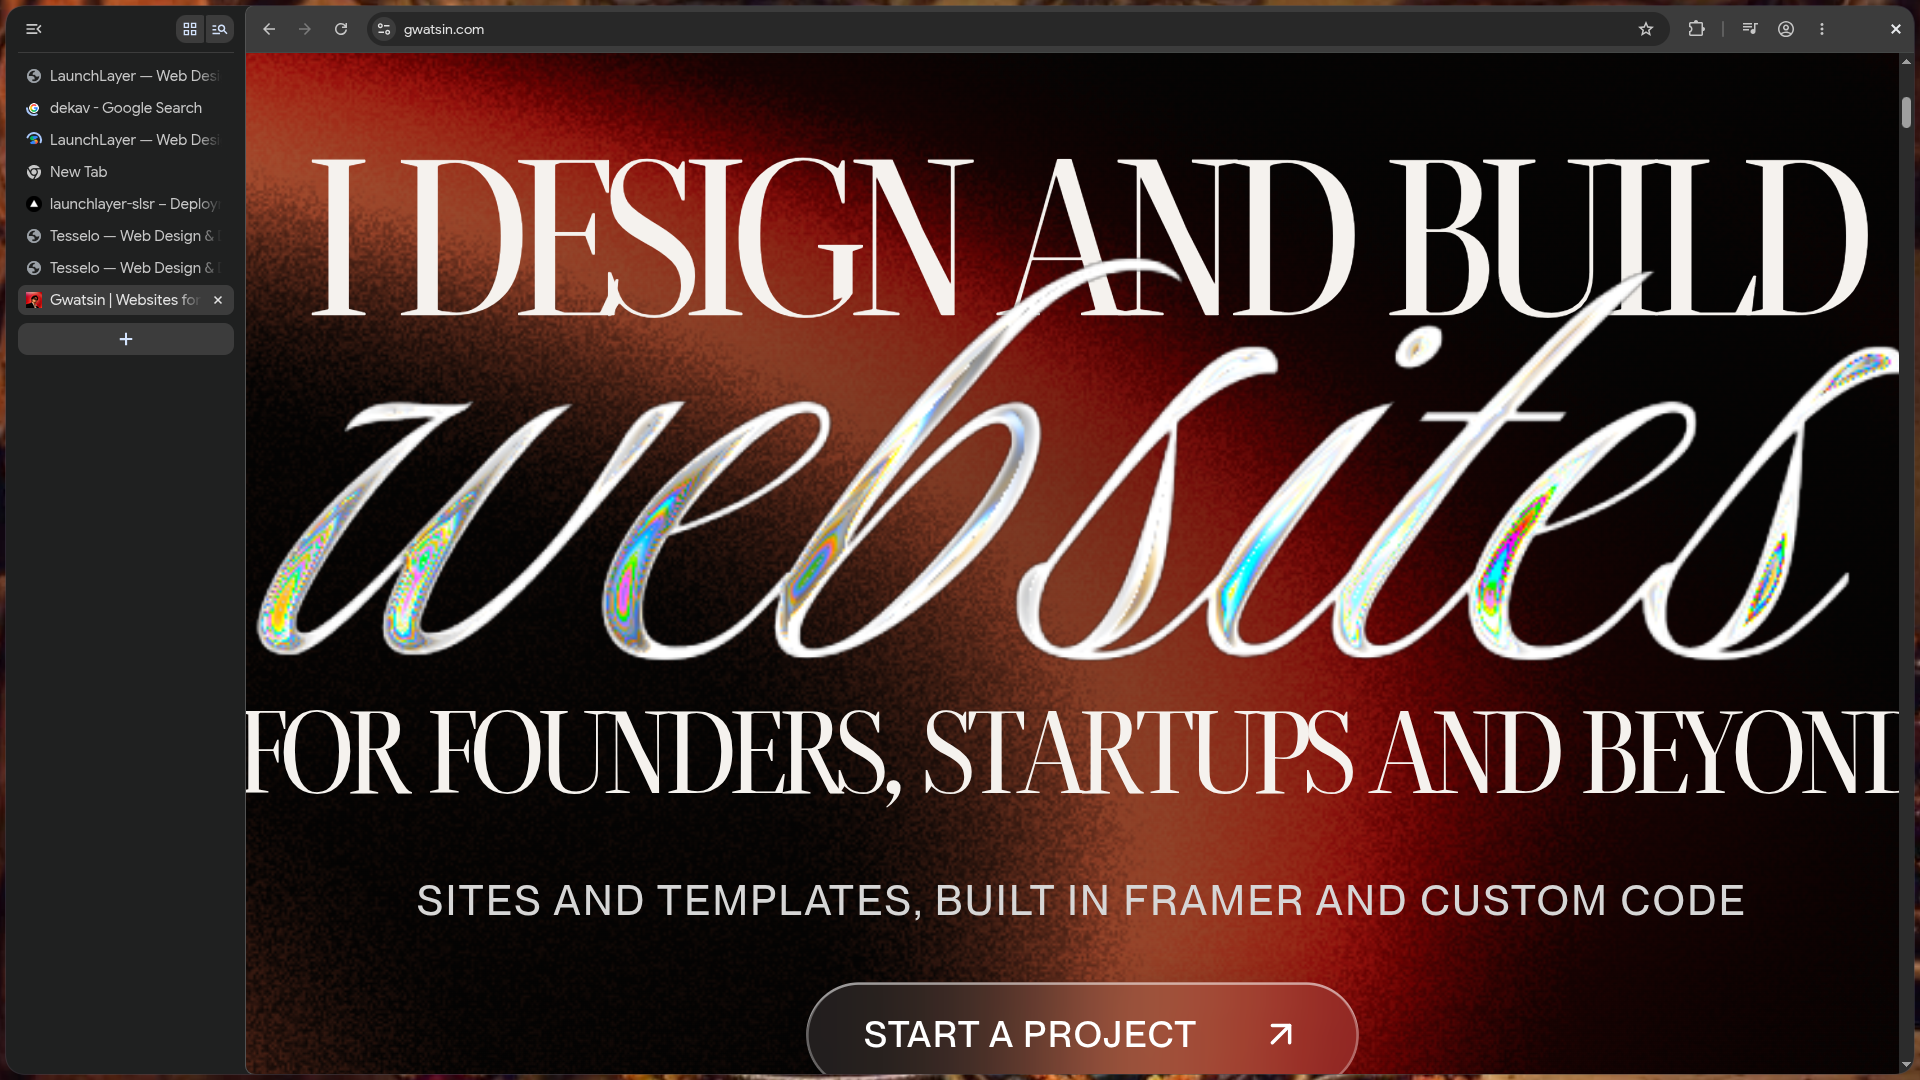 gwatsin.com
LaunchLayer — Web Desi
dekav - Google Search
LaunchLayer — Web Desi
New Tab
launchlayer-slsr – Deploy
Tesselo — Web Design &
Tesselo — Web Design &
Gwatsin | Websites for
I DESIGN AND BUILD
websites
FOR FOUNDERS, STARTUPS AND BEYOND
SITES AND TEMPLATES, BUILT IN FRAMER AND CUSTOM CODE
START A PROJECT